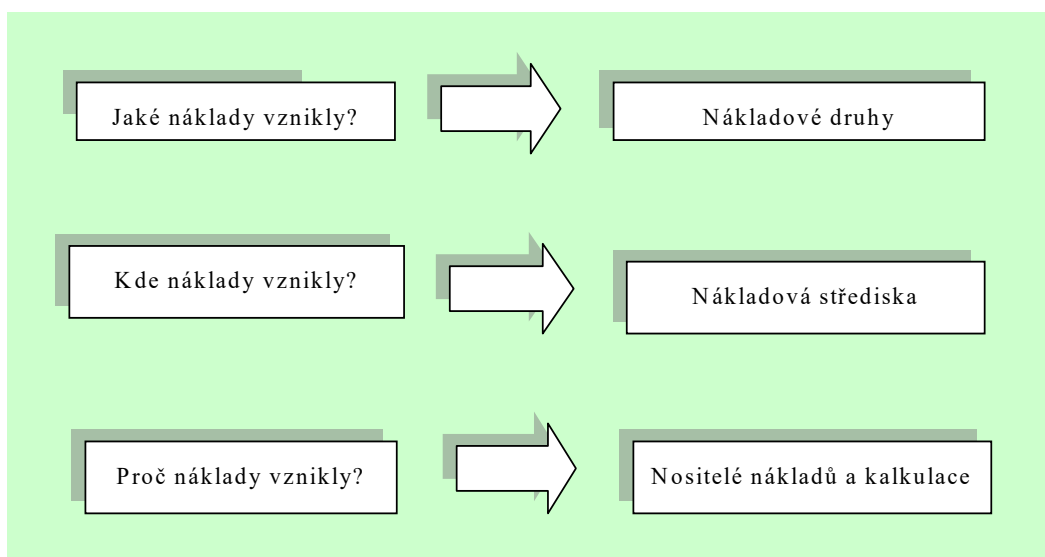 Jaké náklady vznikly?
Nákladové druhy
Kde náklady vznikly?
Nákladová střediska
Proč náklady vznikly?
Nositelé nákladů a kalkulace